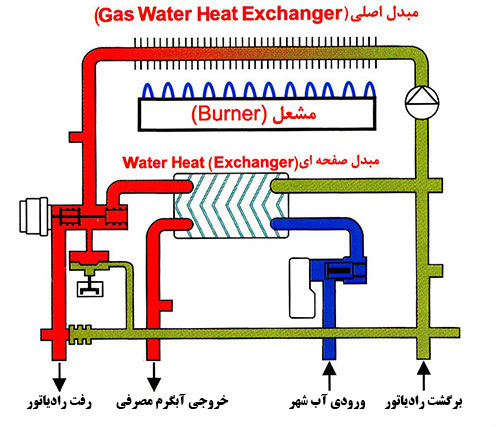 مبدل اصلی (Gas Water Heat Exchanger)
مشعل (Burner)
مبدل صفحه ای (Water Heat (Exchanger
برگشت رادیاتور
ورودی آب شهر
خروجی آبگرم مصرفی
رفت رادیاتور